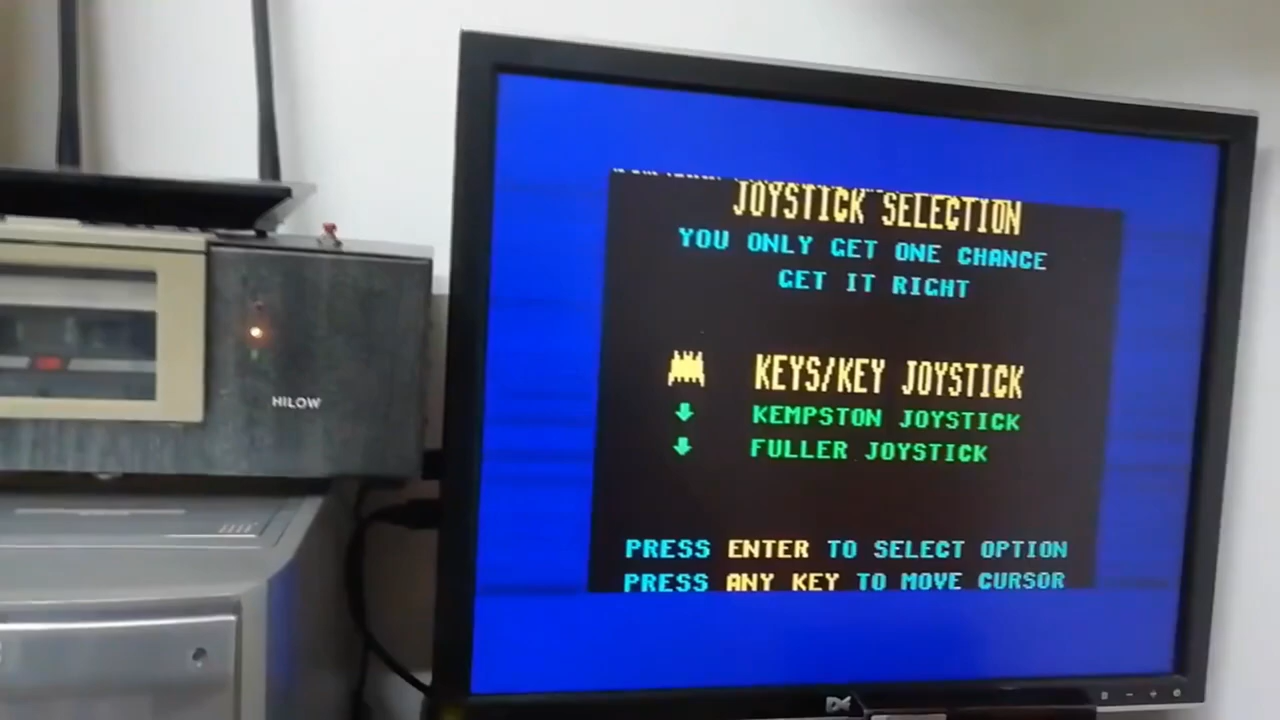 JOYSTICK SELECTION
YOU ONLY GET ONE CHANCE
GET IT RIGHT
KEYS/KEY JOYSTICK
KEMPSTON JOYSTICK
FULLER JOYSTICK
PRESS ENTER TO SELECT OPTION
PRESS ANY KEY TO MOVE CURSOR
HILOW